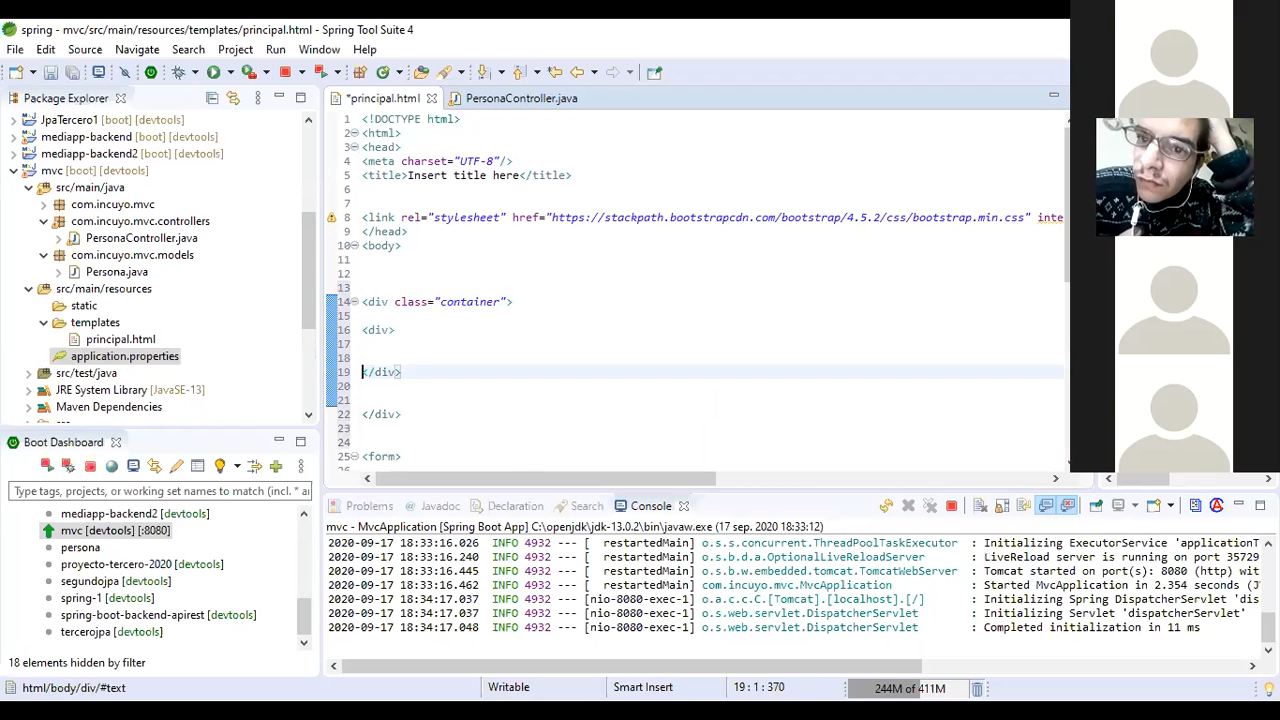 spring - mvc/src/main/resources/templates/principal.html - Spring Tool Suite 4
File Edit Source Navigate Search Project Run Window Help
Package Explorer
JpaTercero1 [boot] [devtools]
mediapp-backend [boot] [devtools]
mediapp-backend2 [boot] [devtools]
mvc [boot] [devtools]
src/main/java
com.incuyo.mvc
com.incuyo.mvc.controllers
PersonaController.java
com.incuyo.mvc.models
Persona.java
src/main/resources
static
templates
principal.html
application.properties
src/test/java
JRE System Library [JavaSE-13]
Maven Dependencies
*principal.html PersonaController.java
1 <!DOCTYPE html>
2 <html>
3 <head>
4 <meta charset="UTF-8"/>
5 <title>Insert title here</title>
6
7
8 <link rel="stylesheet" href="https://stackpath.bootstrapcdn.com/bootstrap/4.5.2/css/bootstrap.min.css" inte
9 </head>
10 <body>
11
12
13
14 <div class="container">
15
16 <div>
17
18
19 </div>
20
21
22 </div>
23
24
25 <form>
Boot Dashboard
Type tags, projects, or working set names to match (incl. *
mediapp-backend2 [devtools]
mvc [devtools] [:8080]
persona
proyecto-tercero-2020 [devtools]
segundojpa [devtools]
spring-1 [devtools]
spring-boot-backend-apirest [devtools]
tercerojpa [devtools]
18 elements hidden by filter
Problems Javadoc Declaration Search Console
mvc - MvcApplication [Spring Boot App] C:\openjdk\jdk-13.0.2\bin\javaw.exe (17 sep. 2020 18:33:12)
2020-09-17 18:33:16.026 INFO 4932 --- [ restartedMain] o.s.s.concurrent.ThreadPoolTaskExecutor : Initializing ExecutorService 'applicationT
2020-09-17 18:33:16.248 INFO 4932 --- [ restartedMain] o.s.b.d.a.OptionalLiveReloadServer : LiveReload server is running on port 35729
2020-09-17 18:33:16.445 INFO 4932 --- [ restartedMain] o.s.b.w.embedded.tomcat.TomcatWebServer : Tomcat started on port(s): 8080 (http) wit
2020-09-17 18:33:16.462 INFO 4932 --- [ restartedMain] com.incuyo.mvc.MvcApplication : Started MvcApplication in 2.354 seconds (J
2020-09-17 18:34:17.037 INFO 4932 --- [nio-8080-exec-1] o.a.c.c.C.[Tomcat].[localhost].[/] : Initializing Spring DispatcherServlet 'dis
2020-09-17 18:34:17.037 INFO 4932 --- [nio-8080-exec-1] o.s.web.servlet.DispatcherServlet : Initializing Servlet 'dispatcherServlet'
2020-09-17 18:34:17.048 INFO 4932 --- [nio-8080-exec-1] o.s.web.servlet.DispatcherServlet : Completed initialization in 11 ms
html/body/div/#text Writable Smart Insert 19 : 1 : 370 244M of 411M